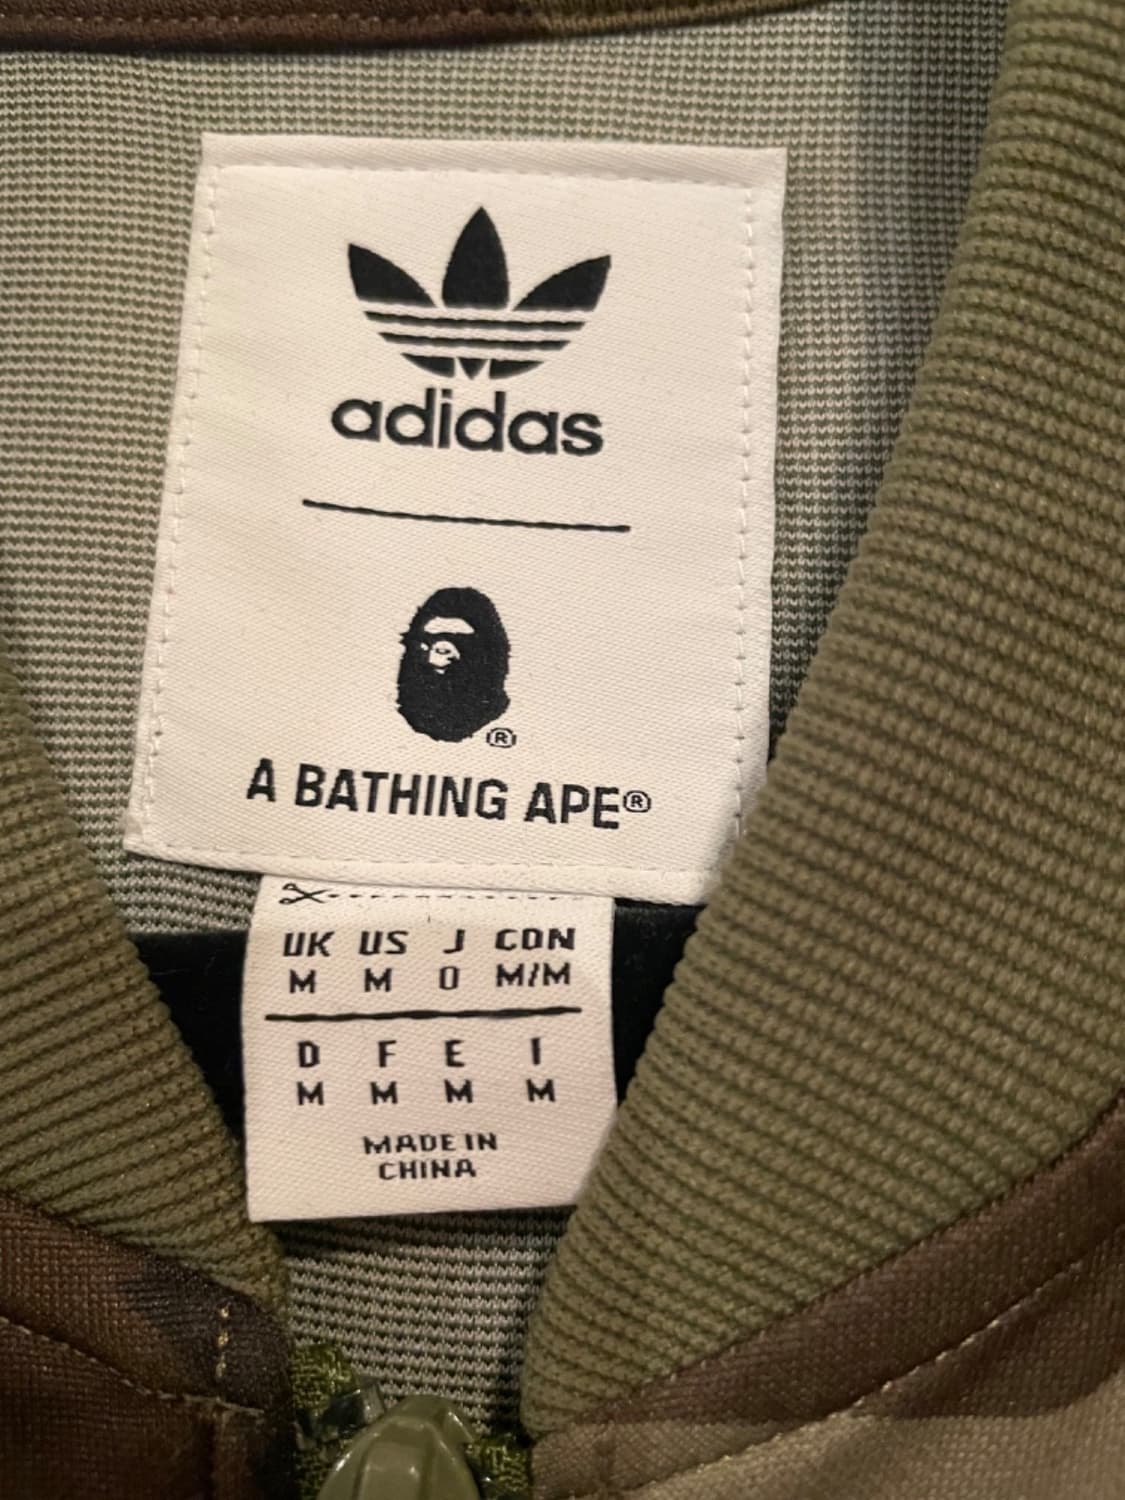 adidas
®
A BATHING APE®
UK US J CDN
M M O M/M
D F E I
M M M M
MADE IN
CHINA